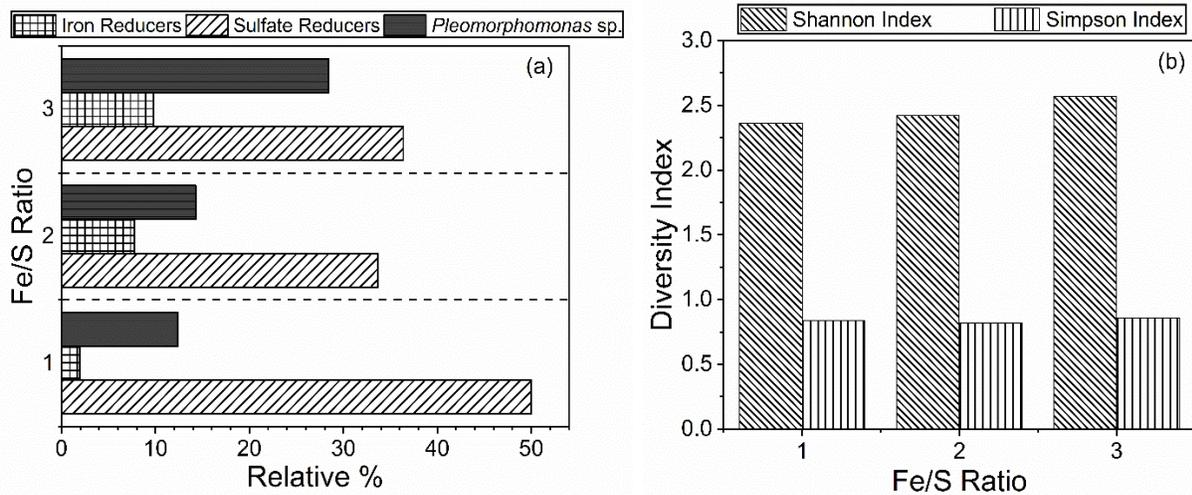 Iron Reducers Sulfate Reducers Pleomorphomonas sp.
(a)
3
2
1
Fe/S Ratio
0 10 20 30 40 50
Relative %
Shannon Index Simpson Index
(b)
3.0
2.5
2.0
1.5
1.0
0.5
0.0
Diversity Index
1 2 3
Fe/S Ratio